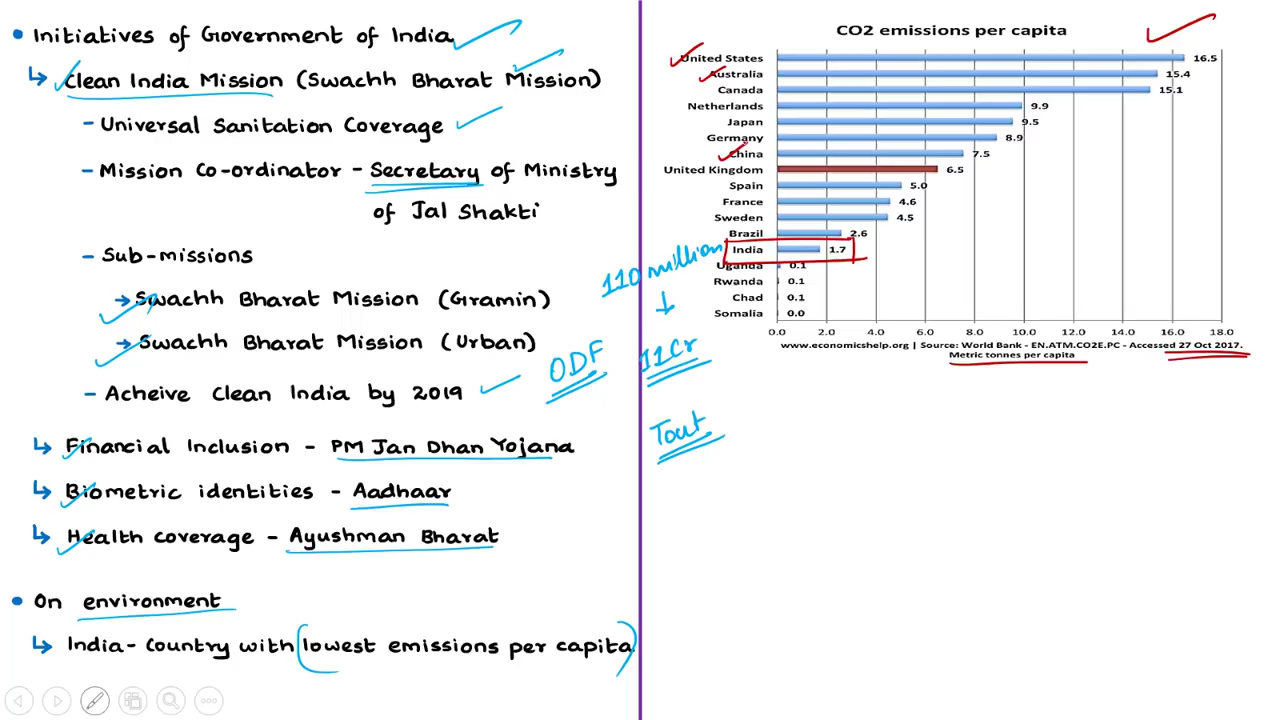 Initiatives of Government of India
Clean India Mission (Swachh Bharat Mission)
- Universal Sanitation Coverage
- Mission Co-ordinator - Secretary of Ministry
of Jal Shakti
- Sub-missions
Swachh Bharat Mission (Gramin)
Swachh Bharat Mission (Urban)
- Acheive Clean India by 2019
Financial Inclusion - PM Jan Dhan Yojana
Biometric identities - Aadhaar
Health coverage - Ayushman Bharat
On environment
India - Country with lowest emissions per capita
ODF
110 million
11Cr
Tout
CO2 emissions per capita
United States 16.5
Australia 15.4
Canada 15.1
Netherlands 9.9
Japan 9.5
Germany 8.9
China 7.5
United Kingdom 6.5
Spain 5.0
France 4.6
Sweden 4.5
Brazil 2.6
India 1.7
Uganda 0.1
Rwanda 0.1
Chad 0.1
Somalia 0.0
0.0 2.0 4.0 6.0 8.0 10.0 12.0 14.0 16.0 18.0
www.economicshelp.org | Source: World Bank - EN.ATM.CO2E.PC - Accessed 27 Oct 2017.
Metric tonnes per capita